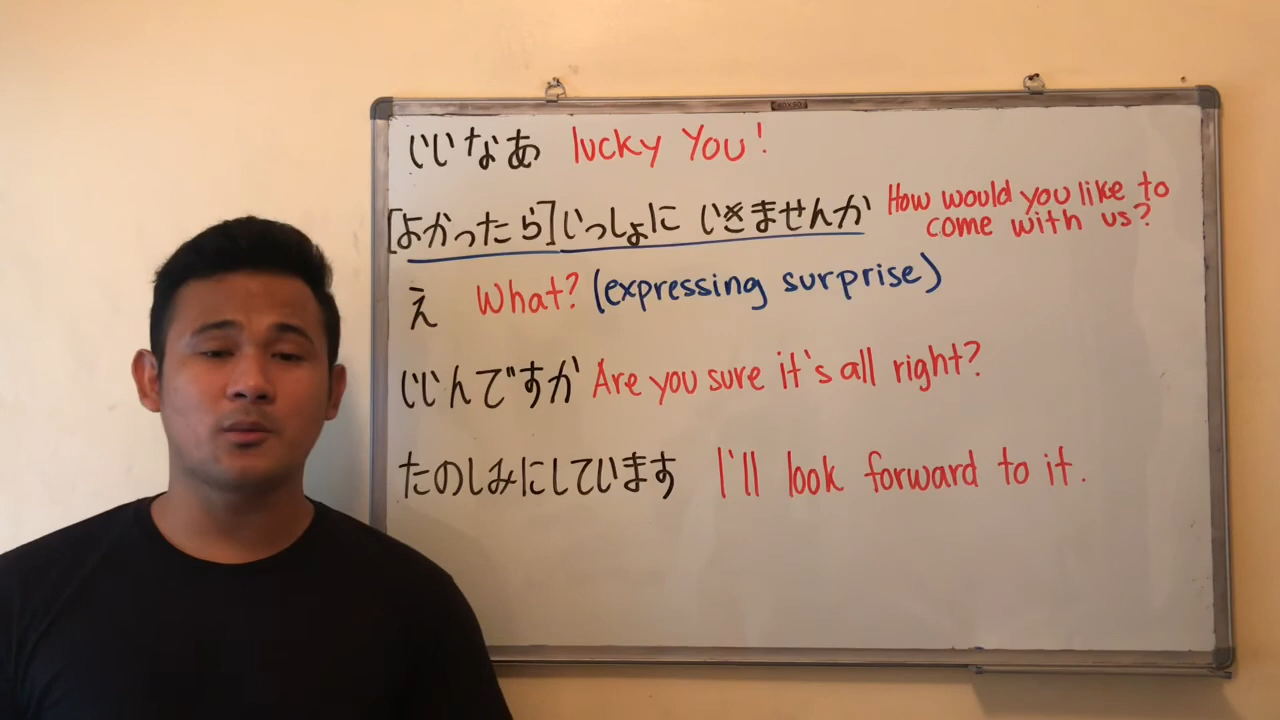 いいなあ lucky You!
[よかったら]いっしょに いきませんか How would you like to come with us?
え What? (expressing surprise)
いいんですか Are you sure it's all right?
たのしみにしています I'll look forward to it.